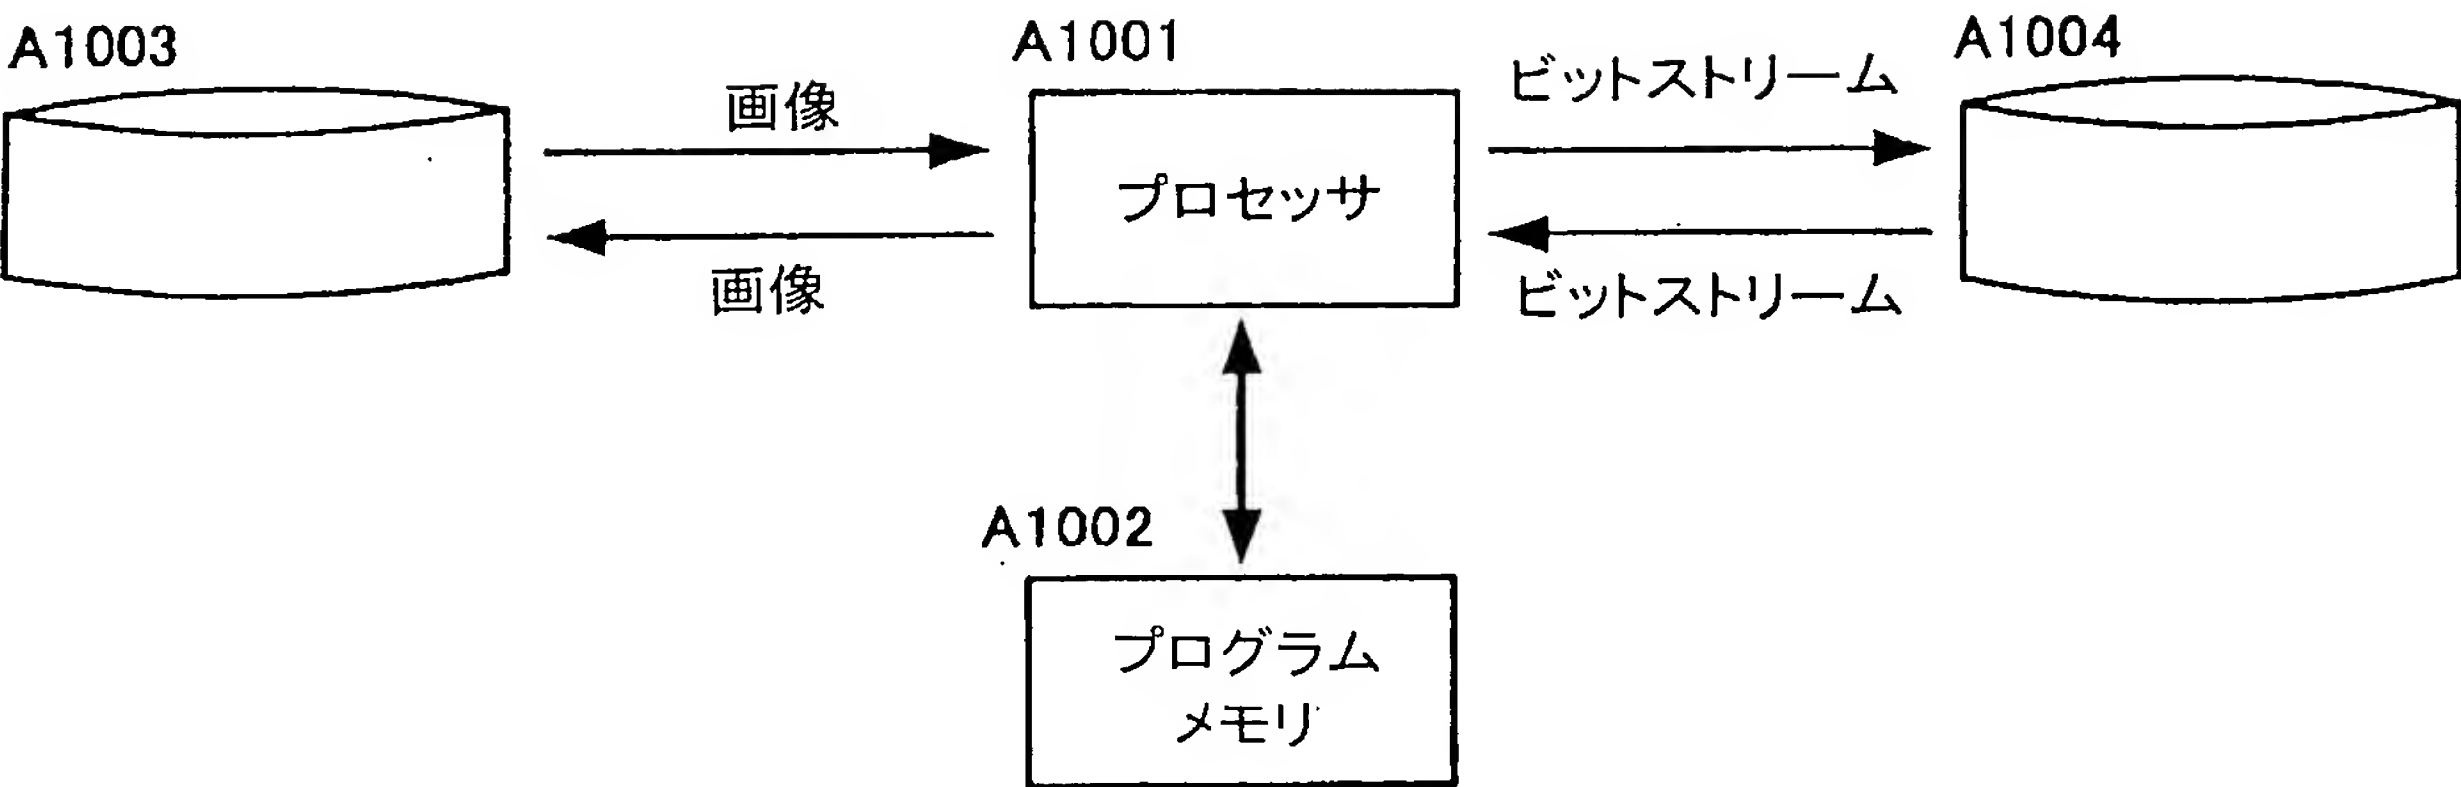 A1003
A1001
A1004
画像
ビットストリーム
プロセッサ
画像
ビットストリーム
A1002
プログラム
メモリ